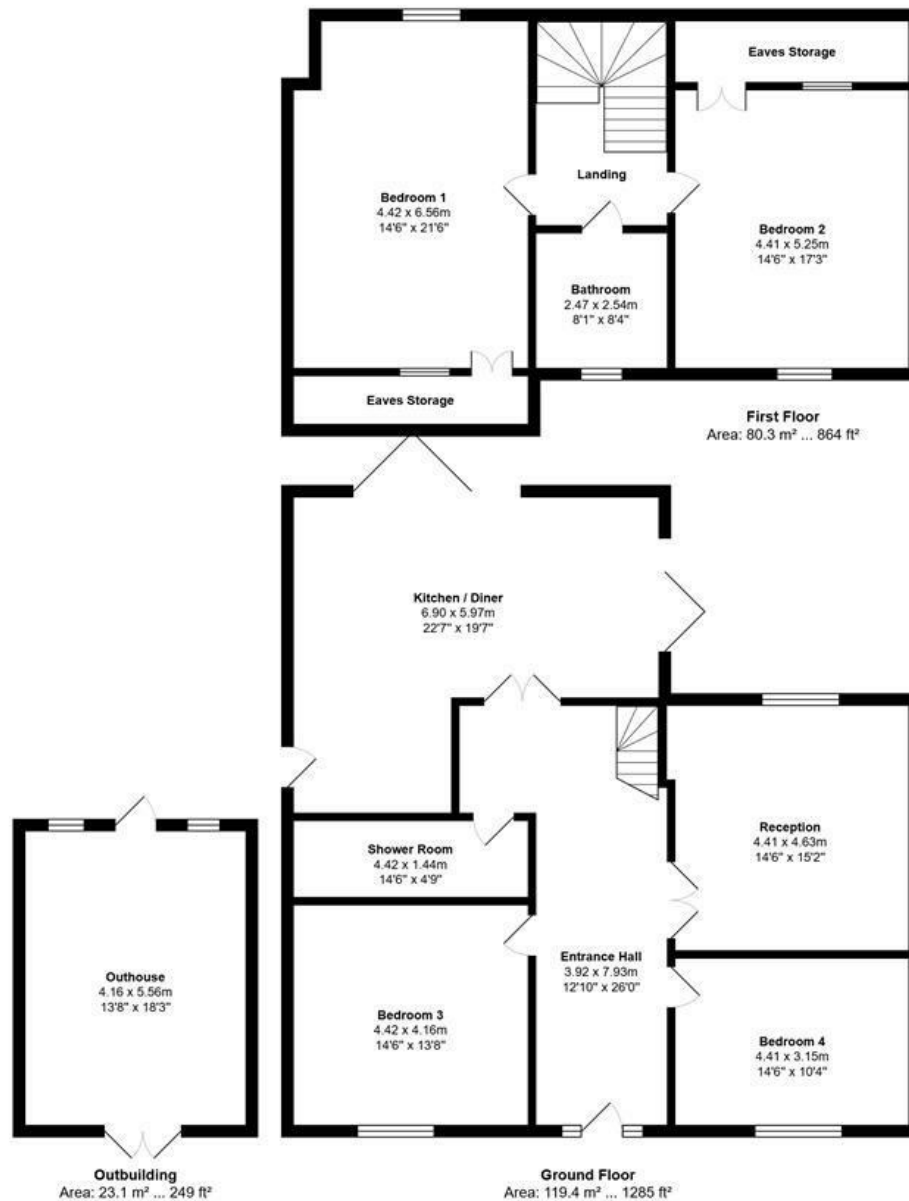 Eaves Storage
Landing
Bedroom 1
4.42 x 6.56m
14'6" x 21'6"
Bedroom 2
4.41 x 5.25m
14'6" x 17'3"
Bathroom
2.47 x 2.54m
8'1" x 8'4"
Eaves Storage
First Floor
Area: 80.3 m² ... 864 ft²
Kitchen / Diner
6.90 x 5.97m
22'7" x 19'7"
Reception
4.41 x 4.63m
14'6" x 15'2"
Shower Room
4.42 x 1.44m
14'6" x 4'9"
Entrance Hall
3.92 x 7.93m
12'10" x 26'0"
Outhouse
4.16 x 5.56m
13'8" x 18'3"
Bedroom 3
4.42 x 4.16m
14'6" x 13'8"
Bedroom 4
4.41 x 3.15m
14'6" x 10'4"
Outbuilding
Area: 23.1 m² ... 249 ft²
Ground Floor
Area: 119.4 m² ... 1285 ft²